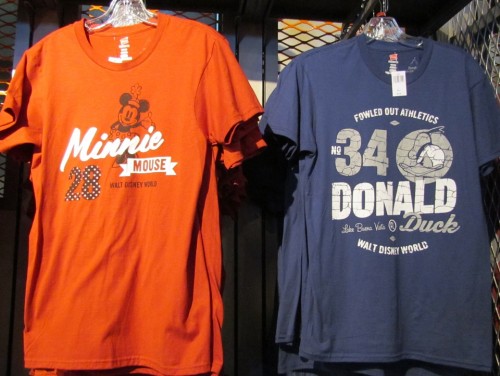 Minnie
MOUSE
28
WALT DISNEY WORLD
FOWLED OUT ATHLETICS
No 34
DONALD
Duck
Lake Buena Vista
WALT DISNEY WORLD